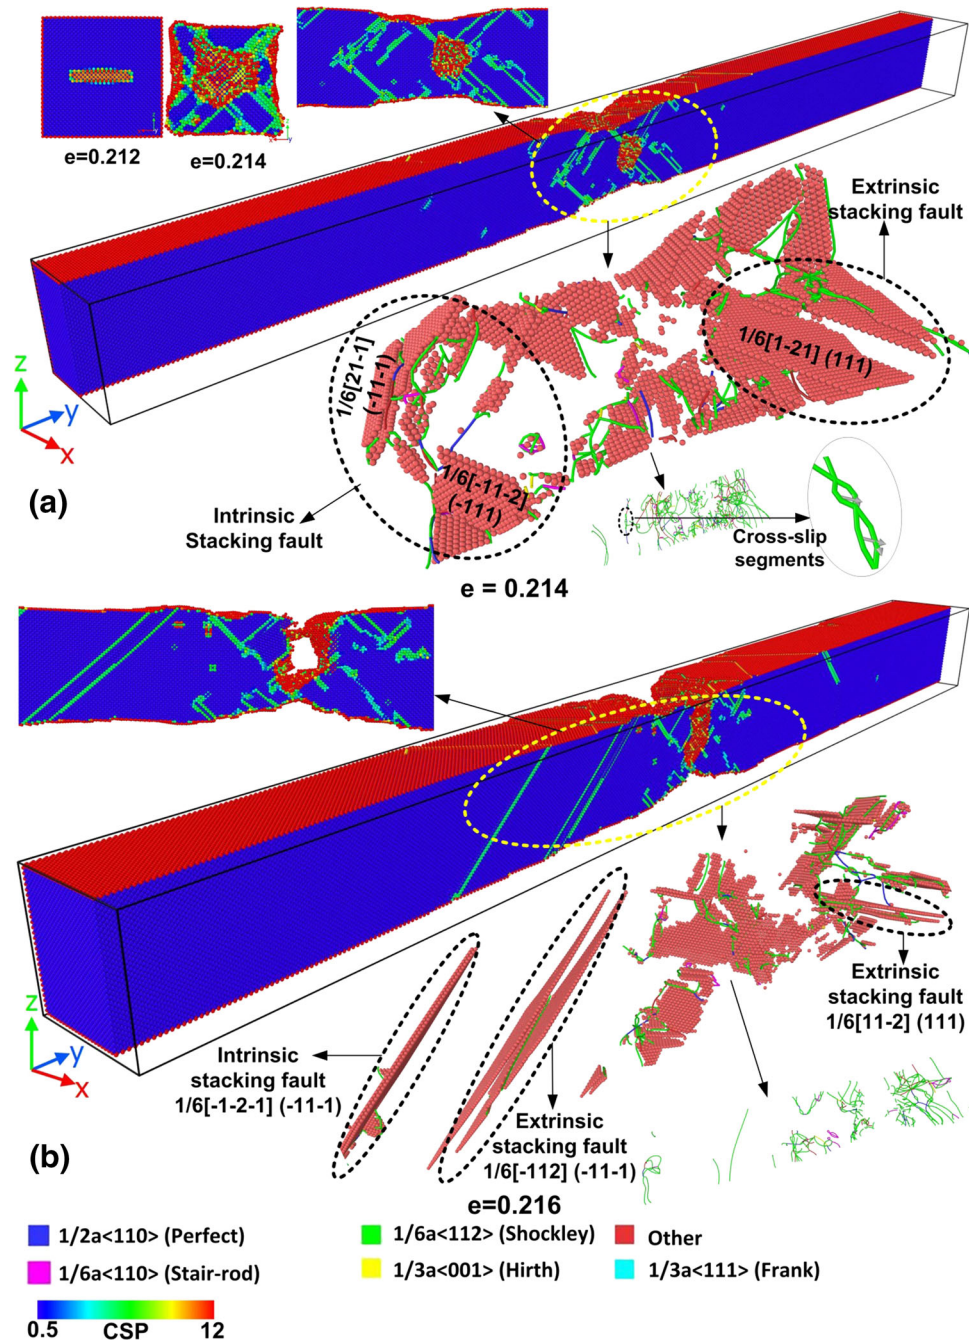 e=0.212
e=0.214
Extrinsic
stacking fault
1/6[21-1]
(-11-1)
1/6[1-21] (111)
z
y
x
(a)
1/6[-11-2]
(-111)
Intrinsic
Stacking fault
Cross-slip
segments
e = 0.214
z
y
x
Extrinsic
stacking fault
1/6[11-2] (111)
Intrinsic
stacking fault
1/6[-1-2-1] (-11-1)
Extrinsic
stacking fault
1/6[-112] (-11-1)
(b)
e=0.216
1/2a<110> (Perfect)
1/6a<112> (Shockley)
Other
1/6a<110> (Stair-rod)
1/3a<001> (Hirth)
1/3a<111> (Frank)
0.5 CSP 12